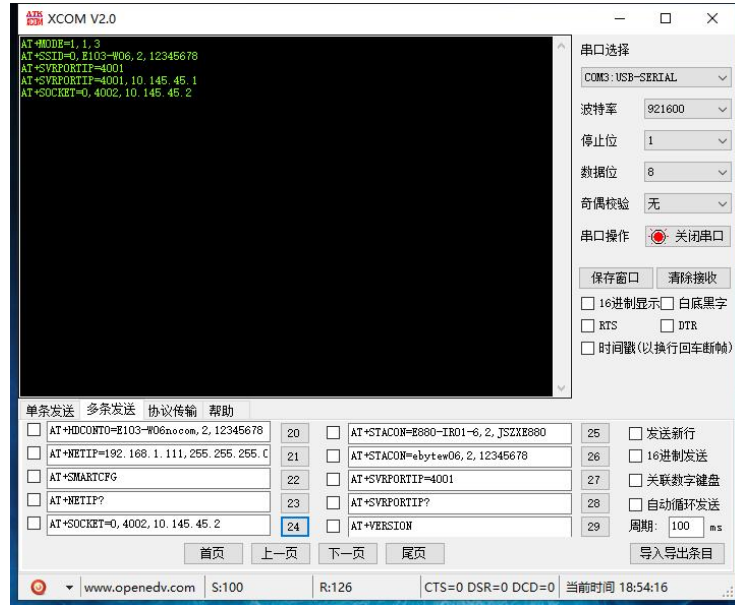 ATK XCOM XCOM V2.0
AT+MODE=1,1,3
AT+SSID=0,E103-W06,2,12345678
AT+SVRPORTIP=4001
AT+SVRPORTIP=4001,10.145.45.1
AT+SOCKET=0,4002,10.145.45.2
串口选择
COM3:USB-SERIAL
波特率 921600
停止位 1
数据位 8
奇偶校验 无
串口操作 关闭串口
保存窗口 清除接收
16进制显示 白底黑字
RTS DTR
时间戳(以换行回车断帧)
单条发送 多条发送 协议传输 帮助
AT+HDCONTO=E103-W06nocom,2,12345678 20 AT+STACON=E880-IR01-6,2,JSZXE880 25 发送新行
AT+NETIP=192.168.1.111,255.255.255.0 21 AT+STACON=ebytew06,2,12345678 26 16进制发送
AT+SMARTCFG 22 AT+SVRPORTIP=4001 27 关联数字键盘
AT+NETIP? 23 AT+SVRPORTIP? 28 自动循环发送
AT+SOCKET=0,4002,10.145.45.2 24 AT+VERSION 29 周期: 100 ms
首页 上一页 下一页 尾页 导入导出条目
www.openedv.com S:100 R:126 CTS=0 DSR=0 DCD=0 当前时间 18:54:16